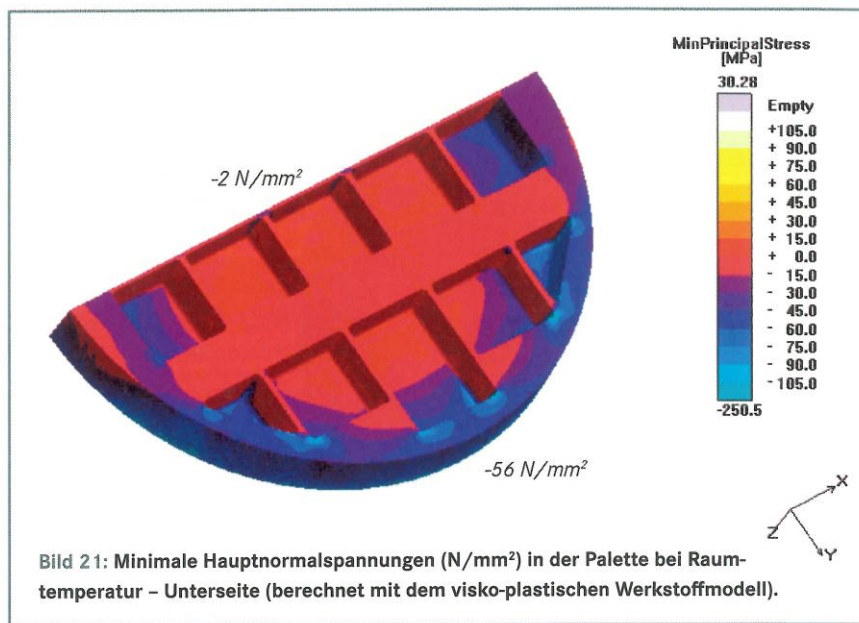 MinPrincipalStress
[MPa]
30.28
Empty
+105.0
+ 90.0
+ 75.0
+ 60.0
+ 45.0
+ 30.0
+ 15.0
+ 0.0
- 15.0
- 30.0
- 45.0
- 60.0
- 75.0
- 90.0
- 105.0
-250.5
-2 N/mm²
-56 N/mm²
X
Z
Y
Bild 21: Minimale Hauptnormalspannungen (N/mm²) in der Palette bei Raum-
temperatur – Unterseite (berechnet mit dem visko-plastischen Werkstoffmodell).